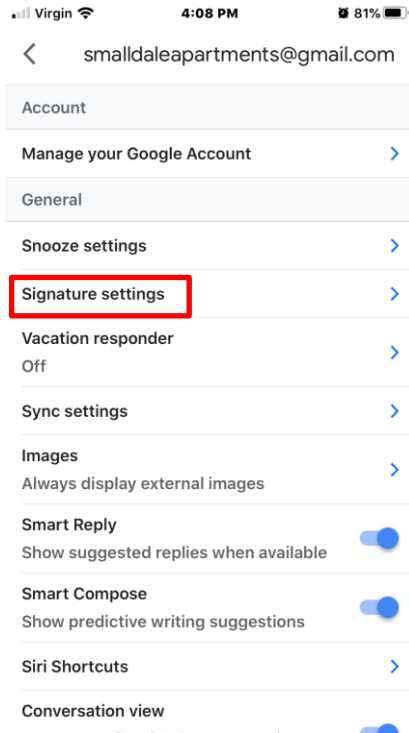 Virgin 4:08 PM 81%
smalldaleapartments@gmail.com
Account
Manage your Google Account
General
Snooze settings
Signature settings
Vacation responder
Off
Sync settings
Images
Always display external images
Smart Reply
Show suggested replies when available
Smart Compose
Show predictive writing suggestions
Siri Shortcuts
Conversation view